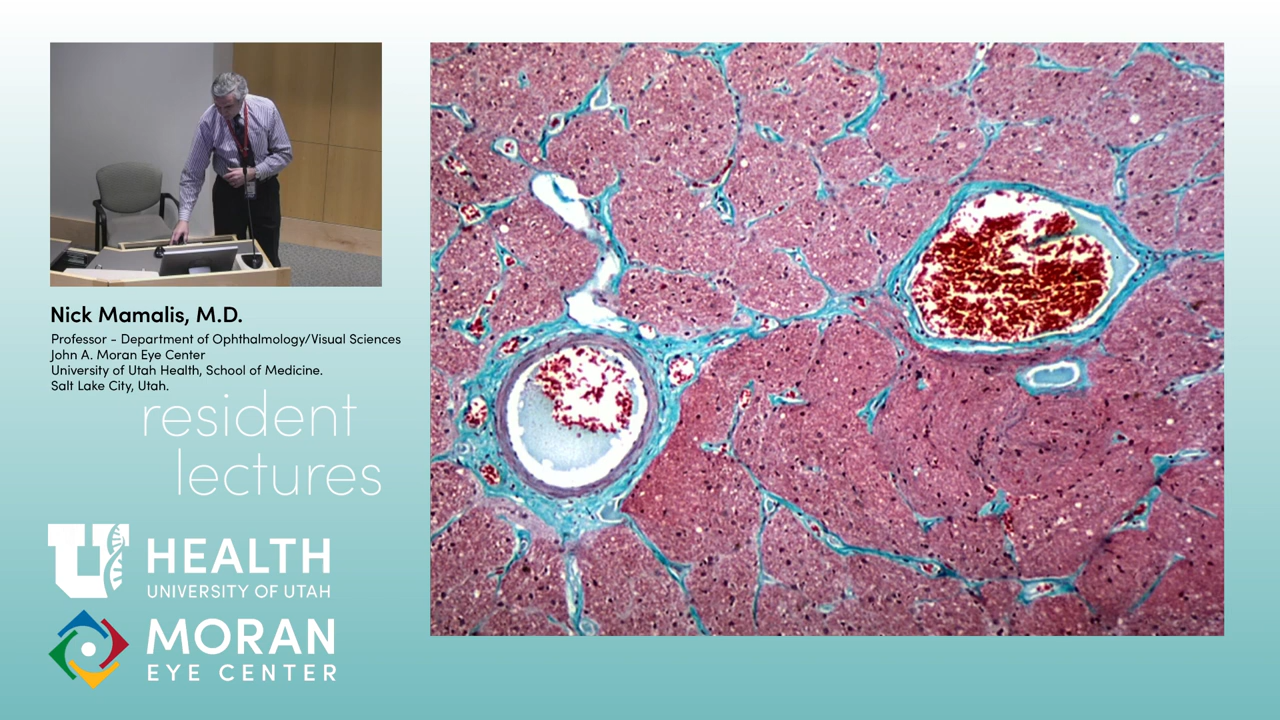 Nick Mamalis, M.D.
Professor - Department of Ophthalmology/Visual Sciences
John A. Moran Eye Center
University of Utah Health, School of Medicine.
Salt Lake City, Utah.
resident
lectures
U HEALTH
UNIVERSITY OF UTAH
MORAN
EYE CENTER